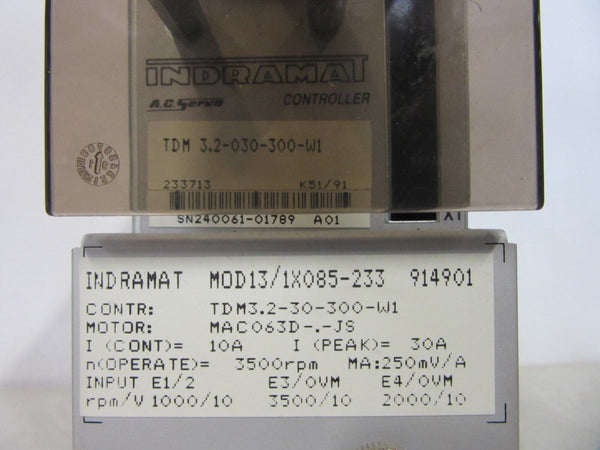 INDRAMAT
A.C. Servo CONTROLLER
TDM 3.2-030-300-W1
233713 K51/91
SN240061-01789 A01
X1
INDRAMAT MOD13/1X085-233 914901
CONTR: TDM3.2-30-300-W1
MOTOR: MAC063D-.-JS
I (CONT)= 10A I (PEAK)= 30A
n(OPERATE)= 3500rpm MA:250mV/A
INPUT E1/2 E3/0VM E4/0VM
rpm/V 1000/10 3500/10 2000/10